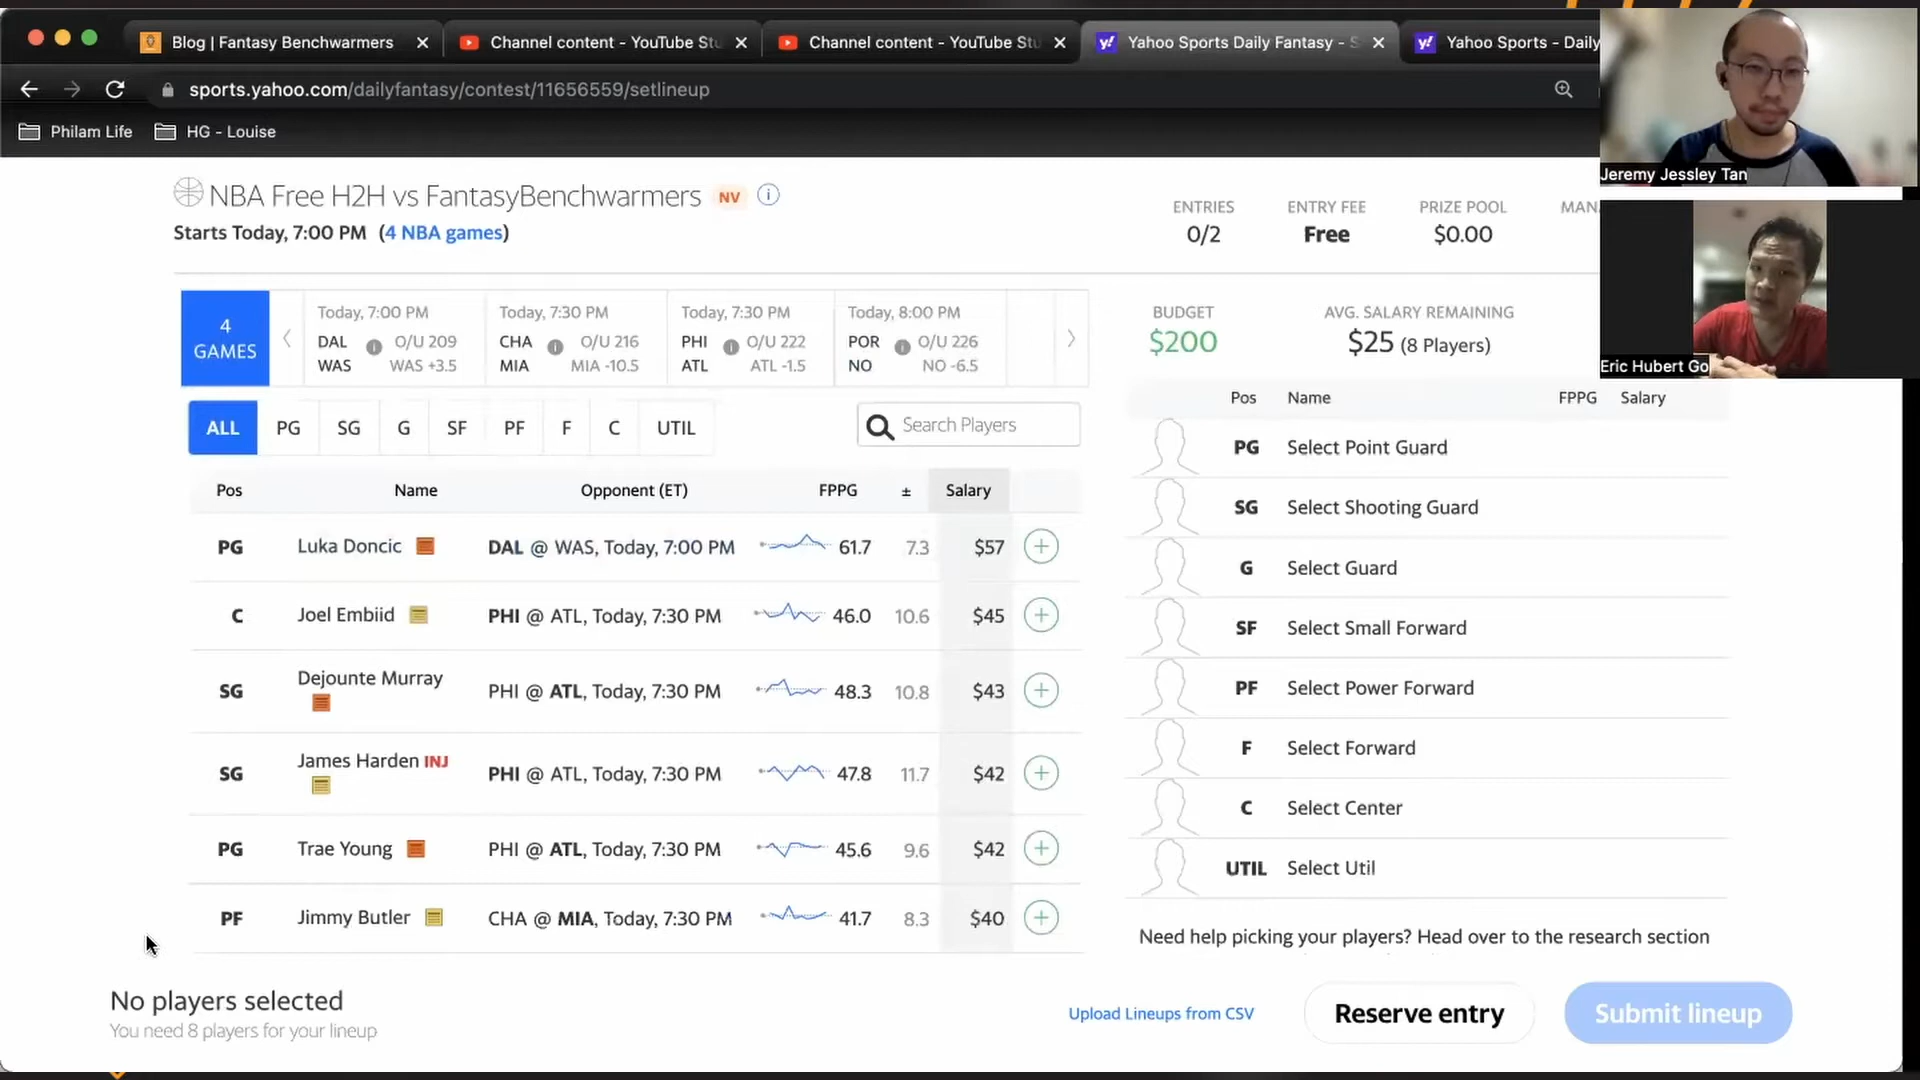 Blog | Fantasy Benchwarmers
Channel content - YouTube Stu
Channel content - YouTube Stu
Yahoo Sports Daily Fantasy - S
Yahoo Sports - Daily
sports.yahoo.com/dailyfantasy/contest/11656559/setlineup
Philam Life HG - Louise
Jeremy Jessley Tan
Eric Hubert Go
NBA Free H2H vs FantasyBenchwarmers NV
Starts Today, 7:00 PM (4 NBA games)
ENTRIES ENTRY FEE PRIZE POOL
0/2 Free $0.00
4 GAMES
Today, 7:00 PM
DAL O/U 209
WAS WAS +3.5
Today, 7:30 PM
CHA O/U 216
MIA MIA -10.5
Today, 7:30 PM
PHI O/U 222
ATL ATL -1.5
Today, 8:00 PM
POR O/U 226
NO NO -6.5
BUDGET AVG. SALARY REMAINING
$200 $25 (8 Players)
ALL PG SG G SF PF F C UTIL
Search Players
Pos Name Opponent (ET) FPPG ± Salary
PG Luka Doncic DAL @ WAS, Today, 7:00 PM 61.7 7.3 $57
C Joel Embiid PHI @ ATL, Today, 7:30 PM 46.0 10.6 $45
SG Dejounte Murray PHI @ ATL, Today, 7:30 PM 48.3 10.8 $43
SG James Harden INJ PHI @ ATL, Today, 7:30 PM 47.8 11.7 $42
PG Trae Young PHI @ ATL, Today, 7:30 PM 45.6 9.6 $42
PF Jimmy Butler CHA @ MIA, Today, 7:30 PM 41.7 8.3 $40
Pos Name FPPG Salary
PG Select Point Guard
SG Select Shooting Guard
G Select Guard
SF Select Small Forward
PF Select Power Forward
F Select Forward
C Select Center
UTIL Select Util
Need help picking your players? Head over to the research section
No players selected
You need 8 players for your lineup
Upload Lineups from CSV
Reserve entry
Submit lineup